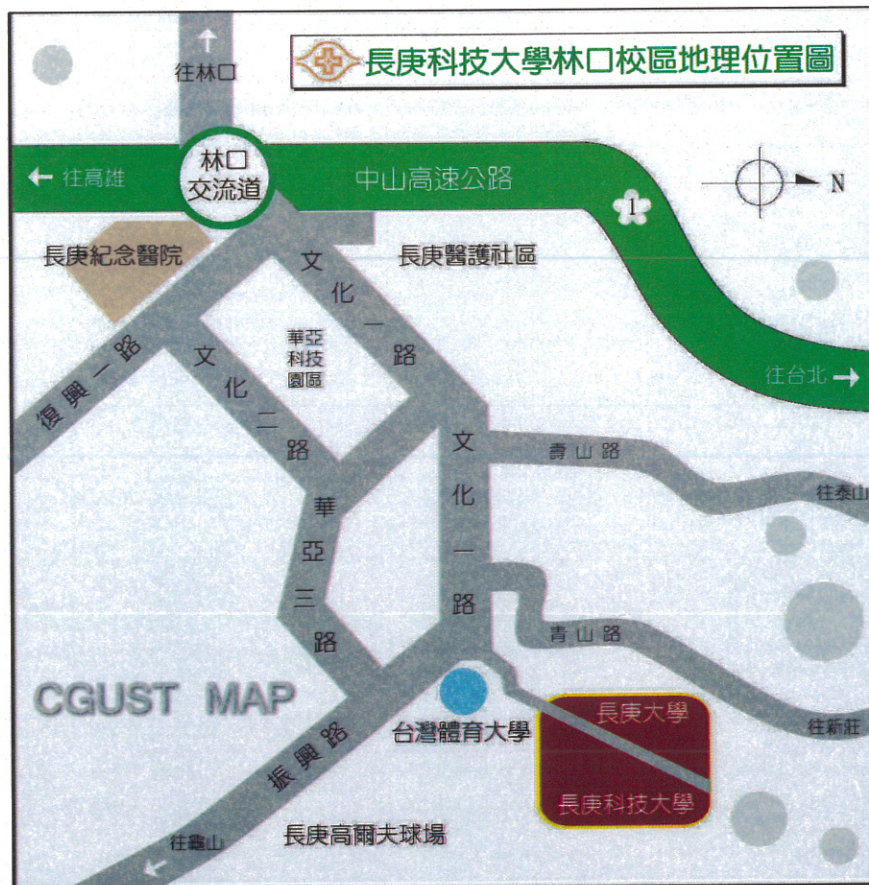 長庚科技大學林口校區地理位置圖
往林口
林口
交流道
往高雄
中山高速公路
1
N
長庚紀念醫院
長庚醫護社區
文化一路
華亞
科技
園區
往台北
復興一路
文化二路
文化一路
壽山路
往泰山
華亞三路
青山路
CGUST MAP
長庚大學
往新莊
台灣體育大學
振興路
長庚科技大學
往龜山
長庚高爾夫球場